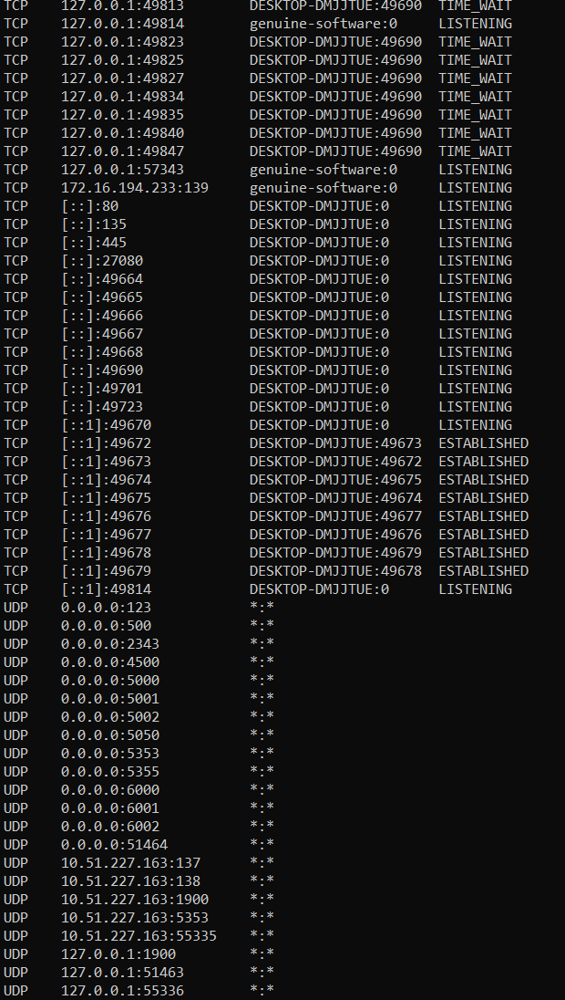 TCP 127.0.0.1:49813 DESKTOP-DMJJTUE:49690 TIME_WAIT
TCP 127.0.0.1:49814 genuine-software:0 LISTENING
TCP 127.0.0.1:49823 DESKTOP-DMJJTUE:49690 TIME_WAIT
TCP 127.0.0.1:49825 DESKTOP-DMJJTUE:49690 TIME_WAIT
TCP 127.0.0.1:49827 DESKTOP-DMJJTUE:49690 TIME_WAIT
TCP 127.0.0.1:49834 DESKTOP-DMJJTUE:49690 TIME_WAIT
TCP 127.0.0.1:49835 DESKTOP-DMJJTUE:49690 TIME_WAIT
TCP 127.0.0.1:49840 DESKTOP-DMJJTUE:49690 TIME_WAIT
TCP 127.0.0.1:49847 DESKTOP-DMJJTUE:49690 TIME_WAIT
TCP 127.0.0.1:57343 genuine-software:0 LISTENING
TCP 172.16.194.233:139 genuine-software:0 LISTENING
TCP [::]:80 DESKTOP-DMJJTUE:0 LISTENING
TCP [::]:135 DESKTOP-DMJJTUE:0 LISTENING
TCP [::]:445 DESKTOP-DMJJTUE:0 LISTENING
TCP [::]:27080 DESKTOP-DMJJTUE:0 LISTENING
TCP [::]:49664 DESKTOP-DMJJTUE:0 LISTENING
TCP [::]:49665 DESKTOP-DMJJTUE:0 LISTENING
TCP [::]:49666 DESKTOP-DMJJTUE:0 LISTENING
TCP [::]:49667 DESKTOP-DMJJTUE:0 LISTENING
TCP [::]:49668 DESKTOP-DMJJTUE:0 LISTENING
TCP [::]:49690 DESKTOP-DMJJTUE:0 LISTENING
TCP [::]:49701 DESKTOP-DMJJTUE:0 LISTENING
TCP [::]:49723 DESKTOP-DMJJTUE:0 LISTENING
TCP [::1]:49670 DESKTOP-DMJJTUE:0 LISTENING
TCP [::1]:49672 DESKTOP-DMJJTUE:49673 ESTABLISHED
TCP [::1]:49673 DESKTOP-DMJJTUE:49672 ESTABLISHED
TCP [::1]:49674 DESKTOP-DMJJTUE:49675 ESTABLISHED
TCP [::1]:49675 DESKTOP-DMJJTUE:49674 ESTABLISHED
TCP [::1]:49676 DESKTOP-DMJJTUE:49677 ESTABLISHED
TCP [::1]:49677 DESKTOP-DMJJTUE:49676 ESTABLISHED
TCP [::1]:49678 DESKTOP-DMJJTUE:49679 ESTABLISHED
TCP [::1]:49679 DESKTOP-DMJJTUE:49678 ESTABLISHED
TCP [::1]:49814 DESKTOP-DMJJTUE:0 LISTENING
UDP 0.0.0.0:123 *:*
UDP 0.0.0.0:500 *:*
UDP 0.0.0.0:2343 *:*
UDP 0.0.0.0:4500 *:*
UDP 0.0.0.0:5000 *:*
UDP 0.0.0.0:5001 *:*
UDP 0.0.0.0:5002 *:*
UDP 0.0.0.0:5050 *:*
UDP 0.0.0.0:5353 *:*
UDP 0.0.0.0:5355 *:*
UDP 0.0.0.0:6000 *:*
UDP 0.0.0.0:6001 *:*
UDP 0.0.0.0:6002 *:*
UDP 0.0.0.0:51464 *:*
UDP 10.51.227.163:137 *:*
UDP 10.51.227.163:138 *:*
UDP 10.51.227.163:1900 *:*
UDP 10.51.227.163:5353 *:*
UDP 10.51.227.163:55335 *:*
UDP 127.0.0.1:1900 *:*
UDP 127.0.0.1:51463 *:*
UDP 127.0.0.1:55336 *:*